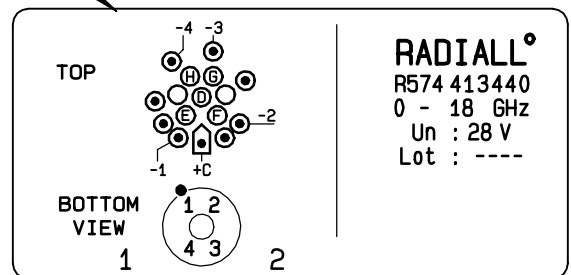 -4 -3
TOP
H G
D
E F
-2
-1 +C
BOTTOM
VIEW
1 2
4 3
1 2
RADIALL°
R574 413440
0 - 18 GHz
Un : 28 V
Lot : ----